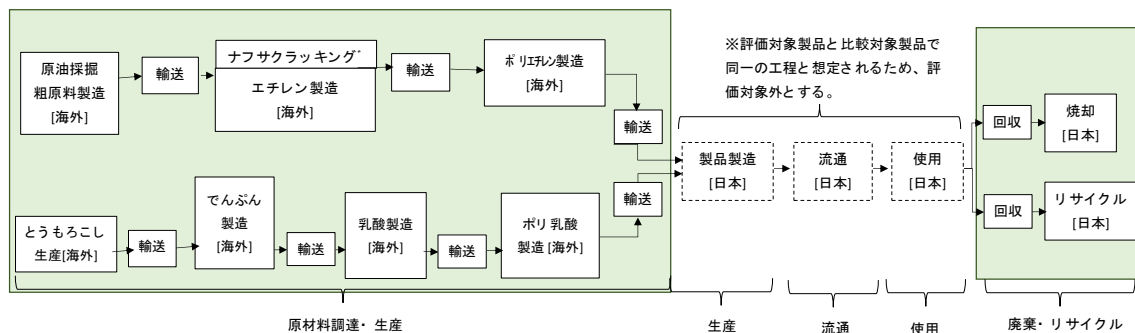 原油採掘
粗原料製造
[海外]
輸送
ナフサクラッキング
エチレン製造
[海外]
輸送
ポリエチレン製造
[海外]
輸送
※評価対象製品と比較対象製品で
同一の工程と想定されるため、評
価対象外とする。
とうもろこし
生産[海外]
輸送
でんぷん
製造
[海外]
輸送
乳酸製造
[海外]
輸送
ポリ乳酸
製造[海外]
輸送
製品製造
[日本]
流通
[日本]
使用
[日本]
回収
焼却
[日本]
回収
リサイクル
[日本]
原材料調達・生産
生産
流通
使用
廃棄・リサイクル